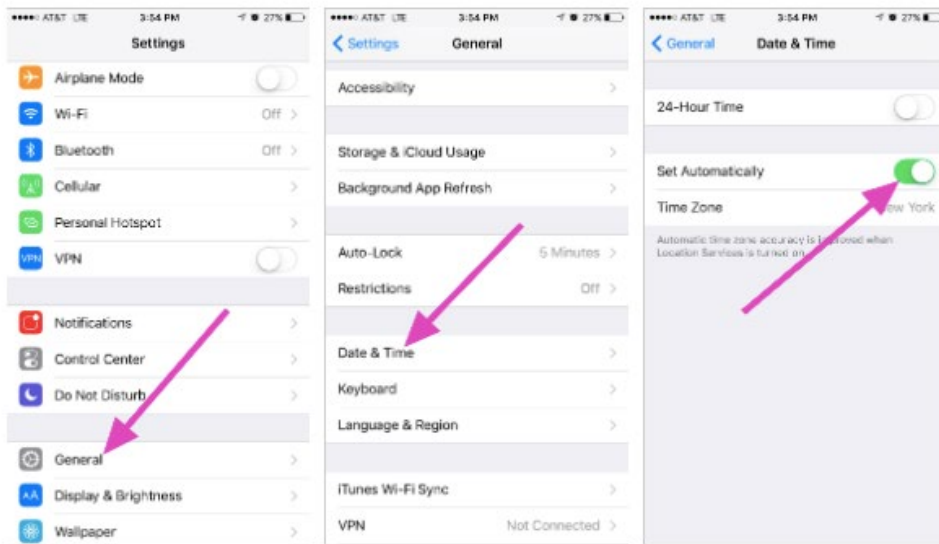 AT&T LTE 3:54 PM 27%
Settings
Airplane Mode
Wi-Fi Off
Bluetooth Off
Cellular
Personal Hotspot
VPN VPN
Notifications
Control Center
Do Not Disturb
General
AA Display & Brightness
Wallpaper
AT&T LTE 3:54 PM 27%
Settings General
Accessibility
Storage & iCloud Usage
Background App Refresh
Auto-Lock 5 Minutes
Restrictions Off
Date & Time
Keyboard
Language & Region
iTunes Wi-Fi Sync
VPN Not Connected
AT&T LTE 3:54 PM 27%
General Date & Time
24-Hour Time
Set Automatically
Time Zone York
Automatic time zone accuracy is improved when
Location Services is turned on.